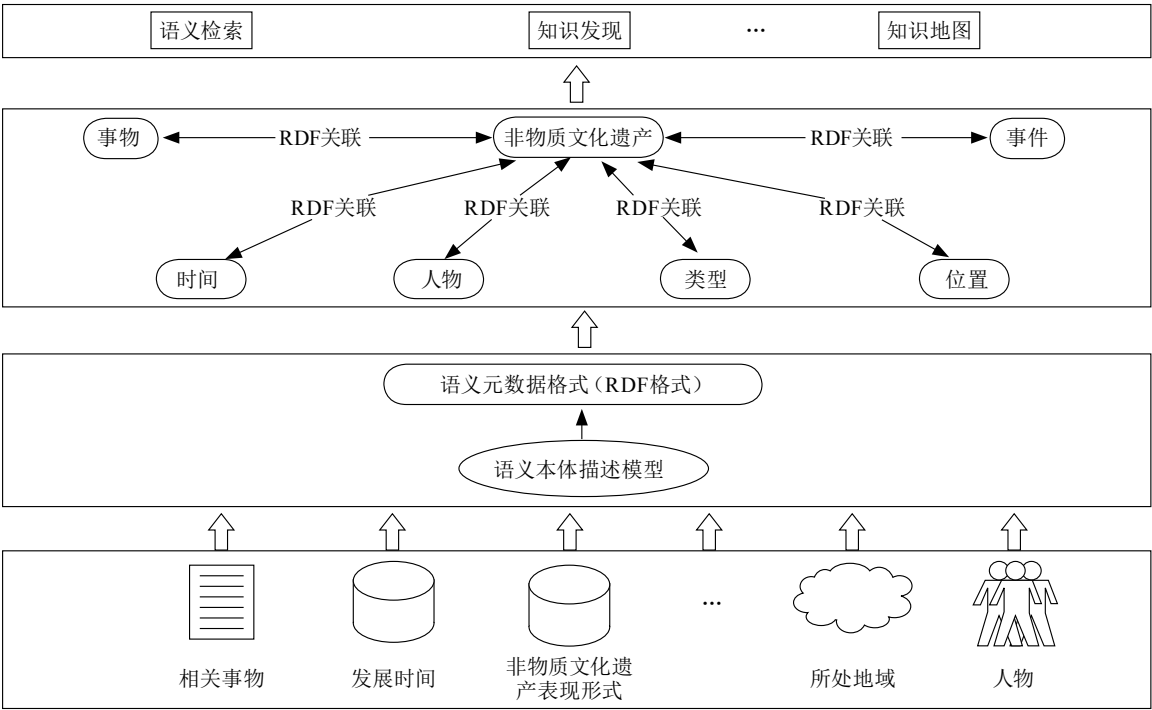 语义检索
知识发现
…
知识地图
事物
RDF关联
非物质文化遗产
RDF关联
事件
RDF关联
RDF关联
RDF关联
RDF关联
时间
人物
类型
位置
语义元数据格式（RDF格式）
语义本体描述模型
…
相关事物
发展时间
非物质文化遗
产表现形式
所处地域
人物